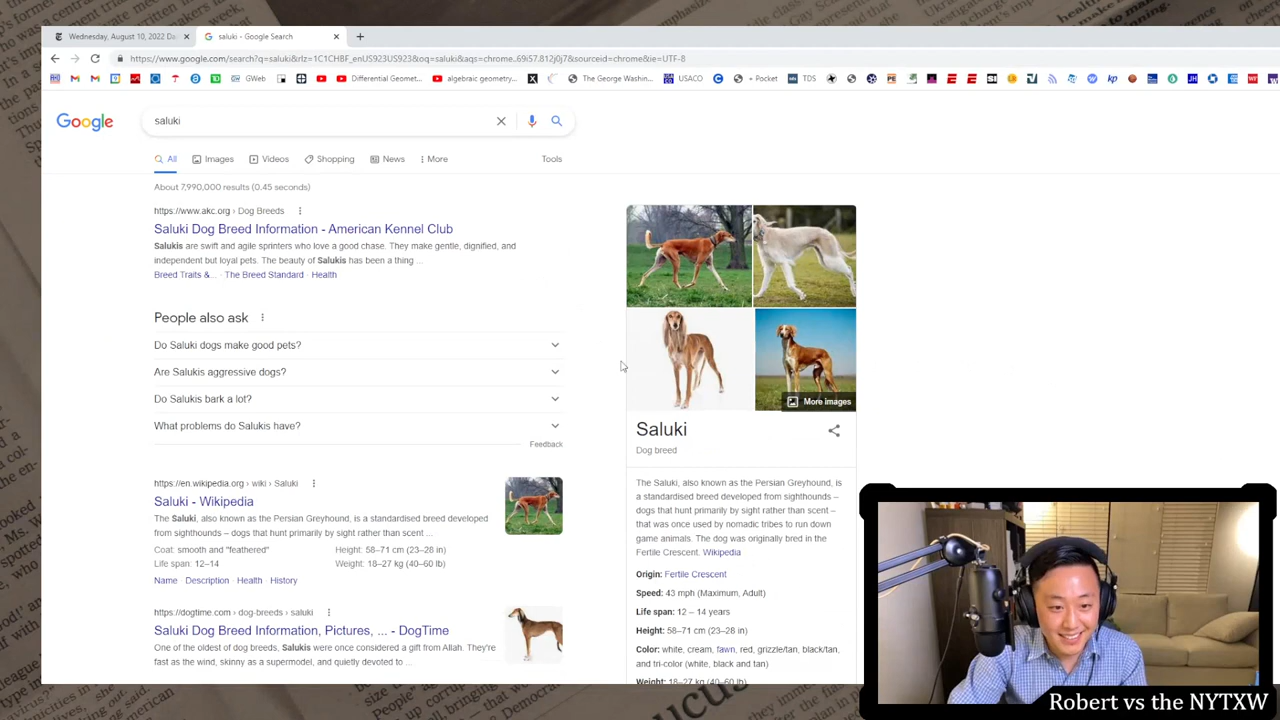 Wednesday, August 10, 2022 Da
saluki - Google Search
https://www.google.com/search?q=saluki&rlz=1C1CHBF_enUS923US923&oq=saluki&aqs=chrome..69i57.812j0j7&sourceid=chrome&ie=UTF-8
GWeb
Differential Geomet...
algebraic geometry...
The George Washin...
USACO
+ Pocket
TDS
Google
saluki
All
Images
Videos
Shopping
News
More
Tools
About 7,990,000 results (0.45 seconds)
https://www.akc.org › Dog Breeds
Saluki Dog Breed Information - American Kennel Club
Salukis are swift and agile sprinters who love a good chase. They make gentle, dignified, and
independent but loyal pets. The beauty of Salukis has been a thing ...
Breed Traits &... · The Breed Standard · Health
People also ask
Do Saluki dogs make good pets?
Are Salukis aggressive dogs?
Do Salukis bark a lot?
What problems do Salukis have?
Feedback
https://en.wikipedia.org › wiki › Saluki
Saluki - Wikipedia
The Saluki, also known as the Persian Greyhound, is a standardised breed developed
from sighthounds – dogs that hunt primarily by sight rather than scent ...
Coat: smooth and "feathered"
Height: 58–71 cm (23–28 in)
Life span: 12–14
Weight: 18–27 kg (40–60 lb)
Name · Description · Health · History
https://dogtime.com › dog-breeds › saluki
Saluki Dog Breed Information, Pictures, ... - DogTime
One of the oldest of dog breeds, Salukis were once considered a gift from Allah. They're
fast as the wind, skinny as a supermodel, and quietly devoted to ...
More images
Saluki
Dog breed
The Saluki, also known as the Persian Greyhound, is
a standardised breed developed from sighthounds –
dogs that hunt primarily by sight rather than scent –
that was once used by nomadic tribes to run down
game animals. The dog was originally bred in the
Fertile Crescent. Wikipedia
Origin: Fertile Crescent
Speed: 43 mph (Maximum, Adult)
Life span: 12 – 14 years
Height: 58–71 cm (23–28 in)
Color: white, cream, fawn, red, grizzle/tan, black/tan,
and tri-color (white, black and tan)
Weight: 18–27 kg (40–60 lb)
Robert vs the NYTXW